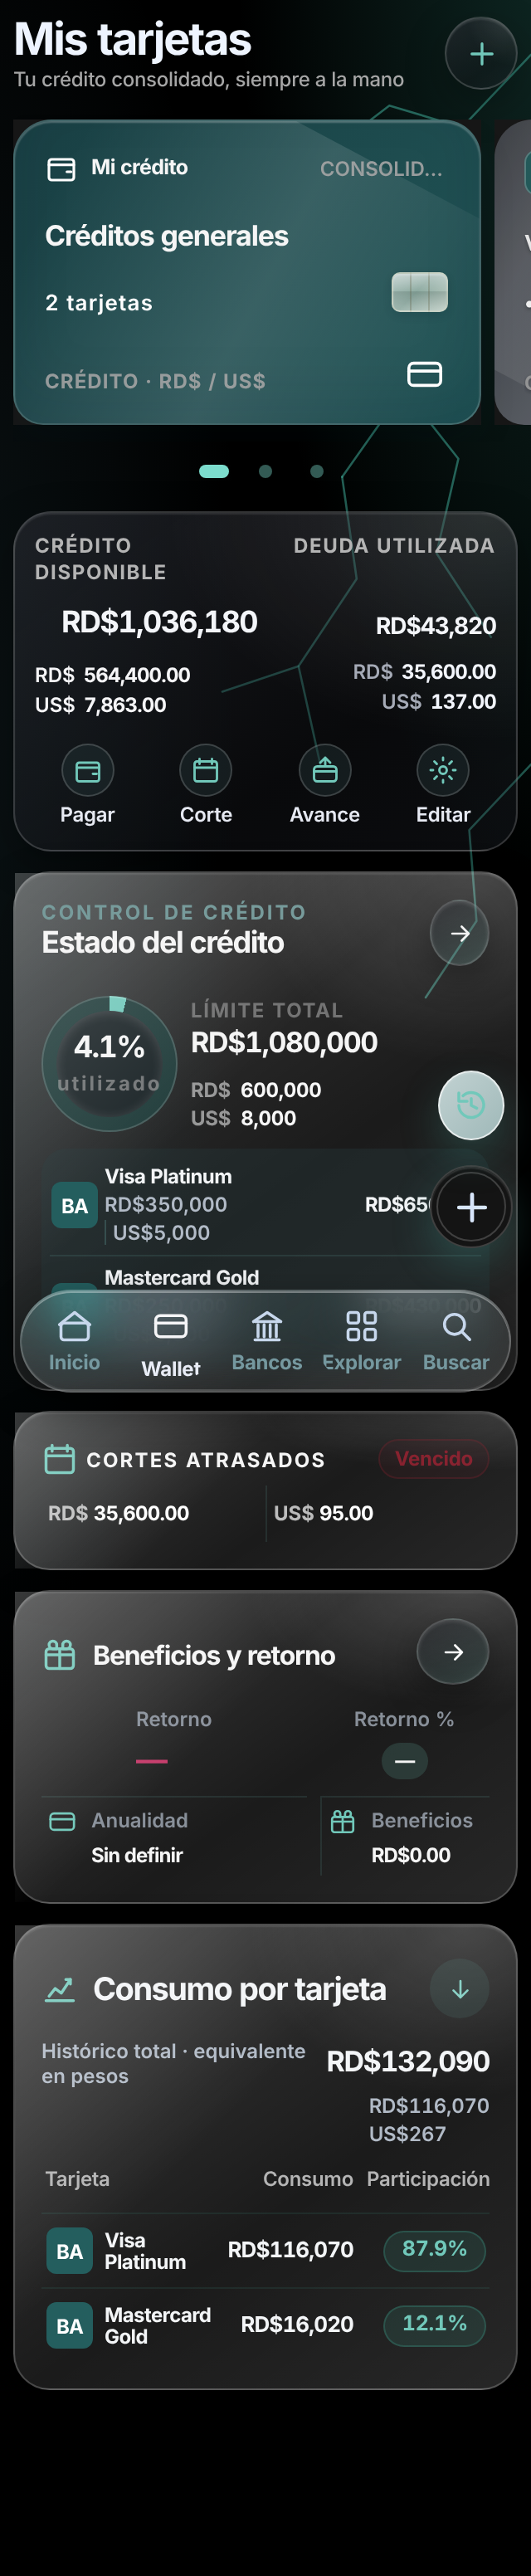 Mis tarjetas
Tu crédito consolidado, siempre a la mano
Mi crédito
CONSOLID...
Créditos generales
2 tarjetas
CRÉDITO · RD$ / US$
CRÉDITO
DISPONIBLE
DEUDA UTILIZADA
RD$1,036,180
RD$43,820
RD$ 564,400.00
RD$ 35,600.00
US$ 7,863.00
US$ 137.00
Pagar
Corte
Avance
Editar
CONTROL DE CRÉDITO
Estado del crédito
4.1%
utilizado
LÍMITE TOTAL
RD$1,080,000
RD$ 600,000
US$ 8,000
BA
Visa Platinum
RD$350,000
US$5,000
Mastercard Gold
Inicio
Wallet
Bancos
Explorar
Buscar
CORTES ATRASADOS
Vencido
RD$ 35,600.00
US$ 95.00
Beneficios y retorno
Retorno
Retorno %
—
—
Anualidad
Sin definir
Beneficios
RD$0.00
Consumo por tarjeta
Histórico total · equivalente
en pesos
RD$132,090
RD$116,070
US$267
Tarjeta
Consumo
Participación
BA
Visa
Platinum
RD$116,070
87.9%
BA
Mastercard
Gold
RD$16,020
12.1%